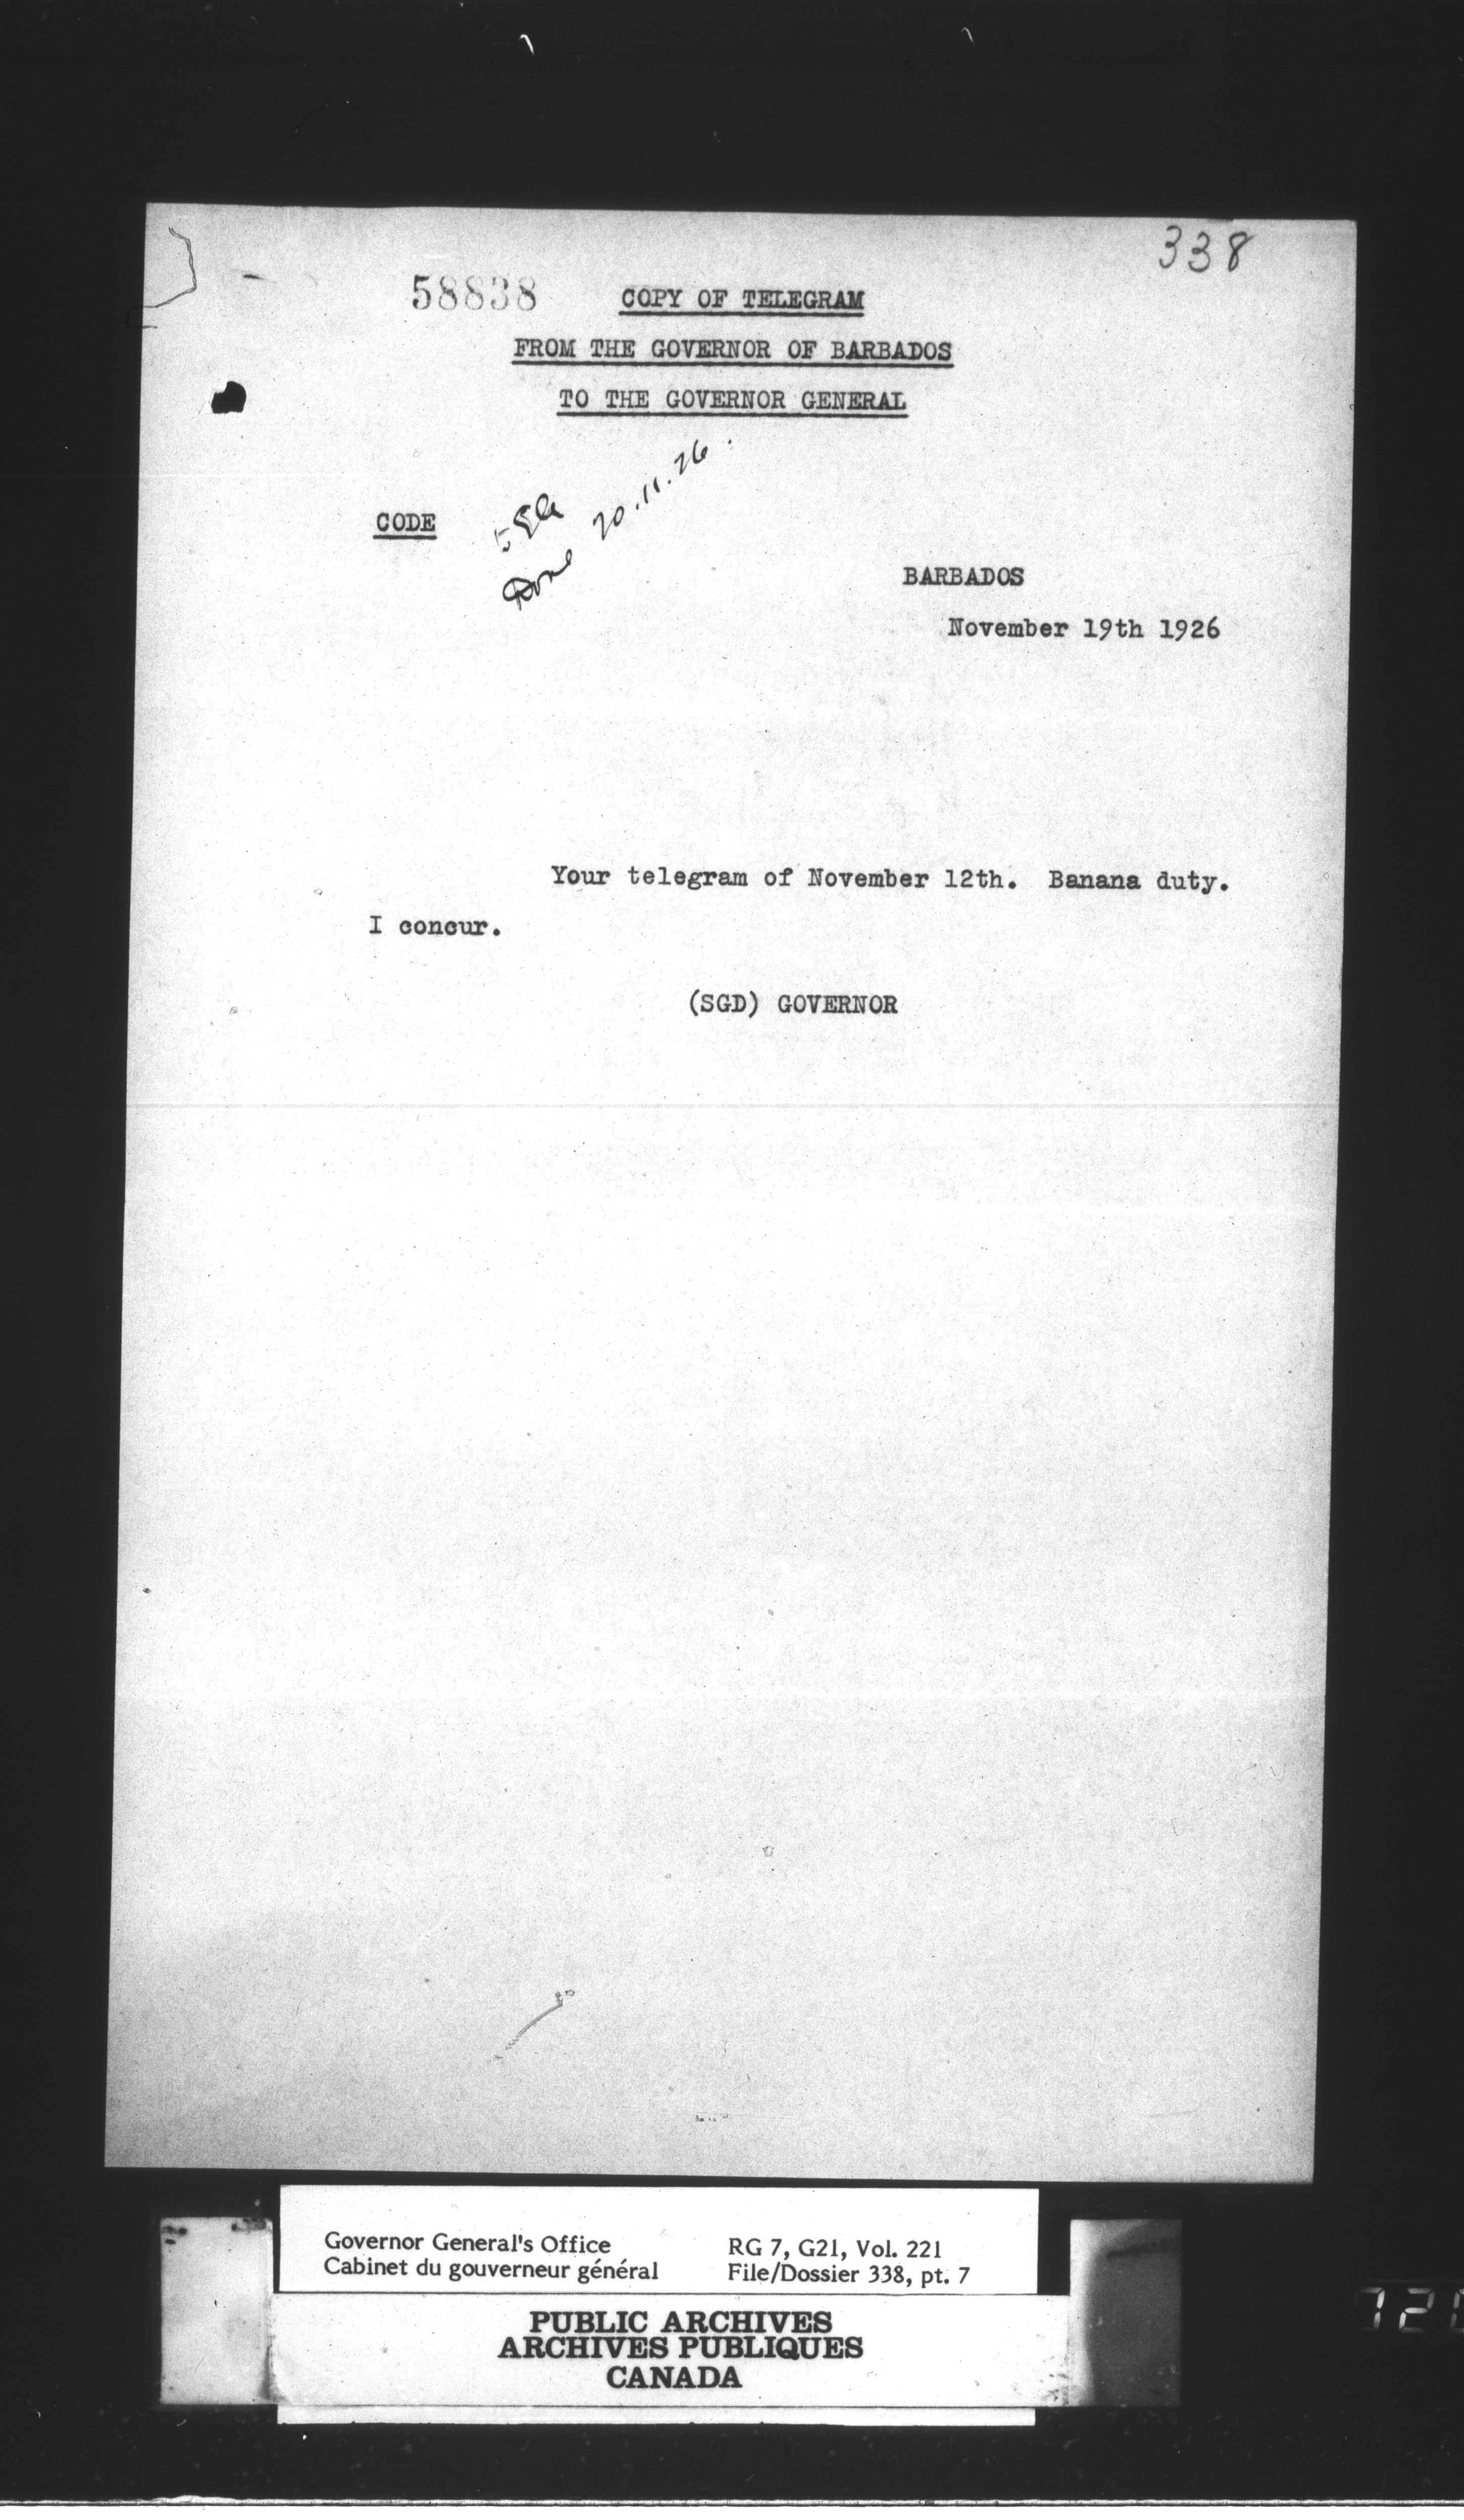 338
58838 COPY OF TELEGRAM
FROM THE GOVERNOR OF BARBADOS
TO THE GOVERNOR GENERAL
20.11.26.
CODE
Done
BARBADOS
November 19th 1926
Your telegram of November 12th. Banana duty.
I concur.
(SGD) GOVERNOR
Governor General's Office RG 7, G21, Vol. 221
Cabinet du gouverneur général File/Dossier 338, pt. 7
PUBLIC ARCHIVES
ARCHIVES PUBLIQUES
CANADA